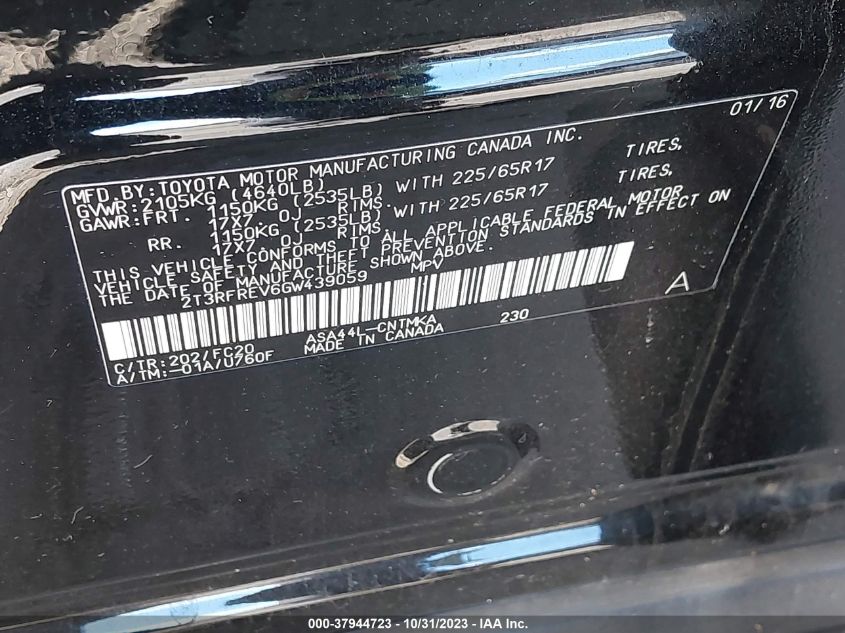 01/16
MFD. BY: TOYOTA MOTOR MANUFACTURING CANADA INC.
GVWR: 2105KG (4640LB)
GAWR: FRT. 1150KG (2535LB) WITH 225/65R17 TIRES,
17X7 OJ RIMS.
RR. 1150KG (2535LB) WITH 225/65R17 TIRES,
17X7 OJ RIMS.
THIS VEHICLE CONFORMS TO ALL APPLICABLE FEDERAL MOTOR
VEHICLE SAFETY AND THEFT PREVENTION STANDARDS IN EFFECT ON
THE DATE OF MANUFACTURE SHOWN ABOVE.
2T3RFREV6GW439059 MPV
A
C/TR: 202/FC20 ASA44L-CNTMKA 230
A/TM:-01A/U760F MADE IN CANADA
000-37944723 - 10/31/2023 - IAA Inc.